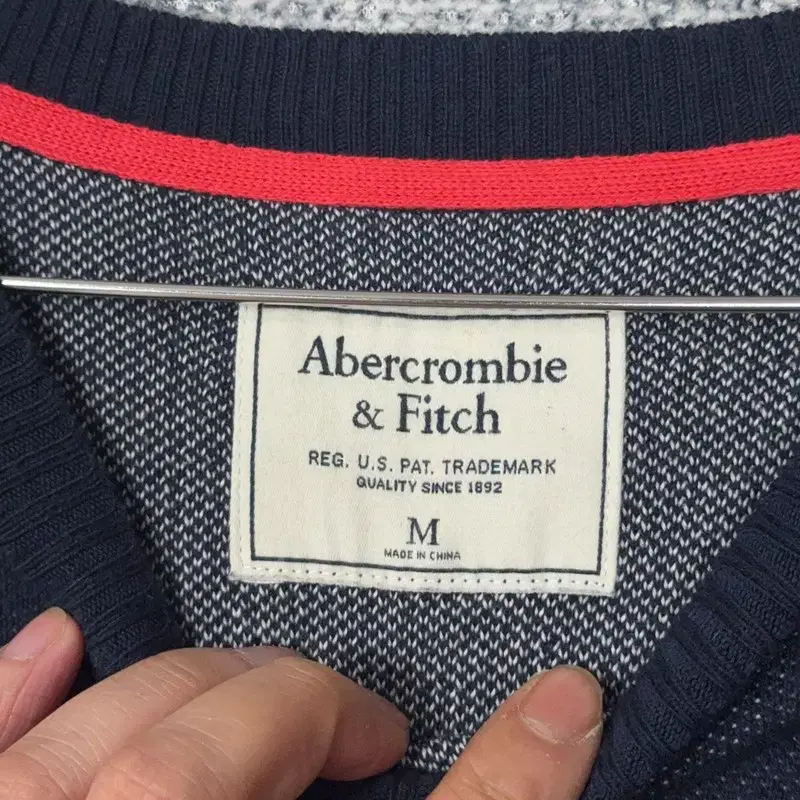 Abercrombie
& Fitch
REG. U.S. PAT. TRADEMARK
QUALITY SINCE 1892
M
MADE IN CHINA